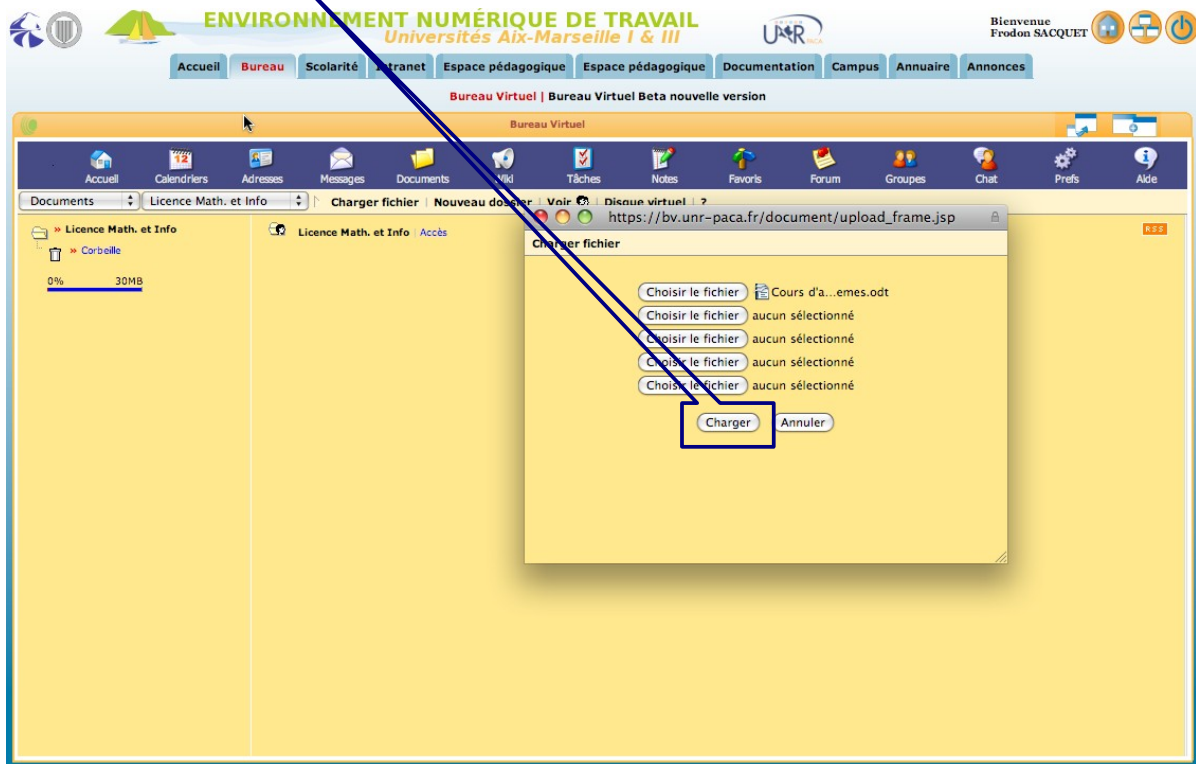 ENVIRONNEMENT NUMÉRIQUE DE TRAVAIL
Universités Aix-Marseille I & III
Bienvenue
Frodon SACQUET
Accueil Bureau Scolarité Intranet Espace pédagogique Espace pédagogique Documentation Campus Annuaire Annonces
Bureau Virtuel | Bureau Virtuel Beta nouvelle version
Bureau Virtuel
Accueil Calendriers Adresses Messages Documents Wiki Tâches Notes Favoris Forum Groupes Chat Prefs Aide
Documents Licence Math. et Info Charger fichier | Nouveau dossier | Voir | Disque virtuel | ?
https://bv.unr-paca.fr/document/upload_frame.jsp
» Licence Math. et Info
Licence Math. et Info | Accès
RSS
Charger fichier
» Corbeille
0% 30MB
Choisir le fichier Cours d'a...emes.odt
Choisir le fichier aucun sélectionné
Choisir le fichier aucun sélectionné
Choisir le fichier aucun sélectionné
Choisir le fichier aucun sélectionné
Charger Annuler